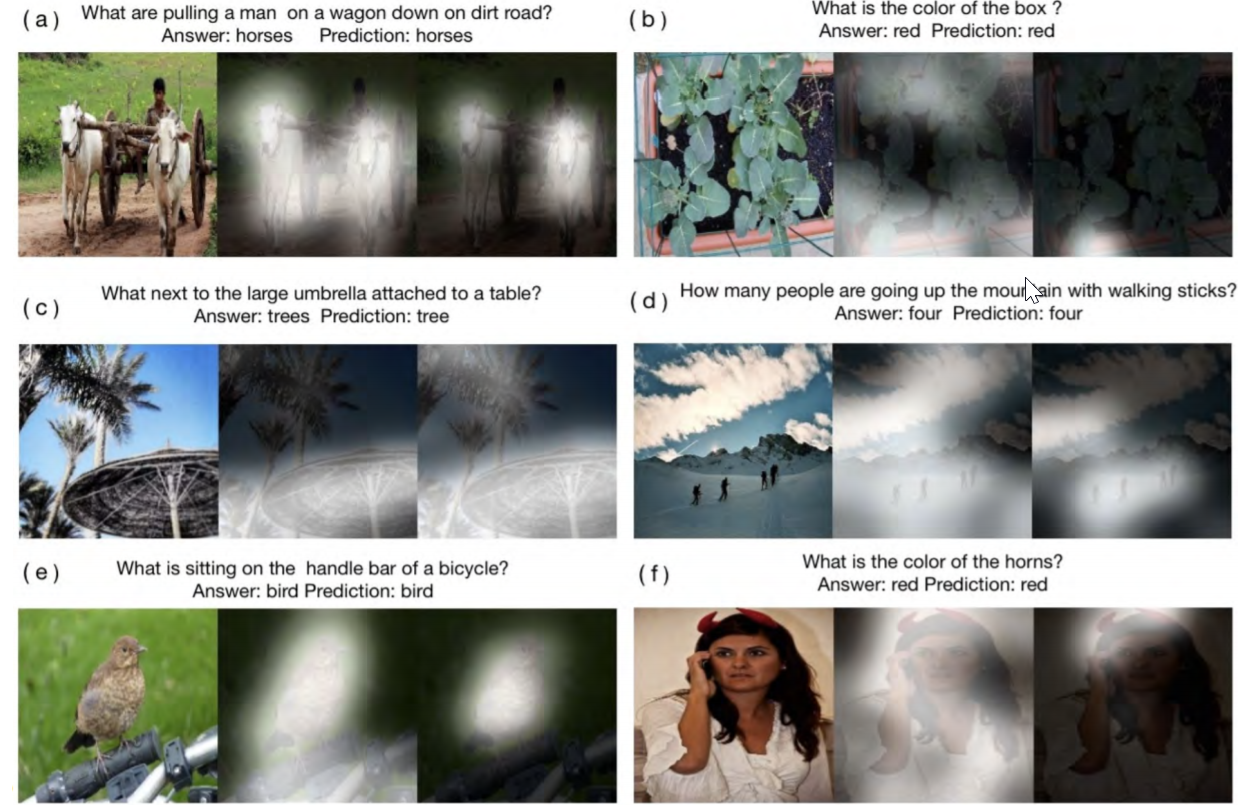 (a) What are pulling a man on a wagon down on dirt road?
Answer: horses Prediction: horses
(b) What is the color of the box ?
Answer: red Prediction: red
(c) What next to the large umbrella attached to a table?
Answer: trees Prediction: tree
(d) How many people are going up the mountain with walking sticks?
Answer: four Prediction: four
(e) What is sitting on the handle bar of a bicycle?
Answer: bird Prediction: bird
(f) What is the color of the horns?
Answer: red Prediction: red